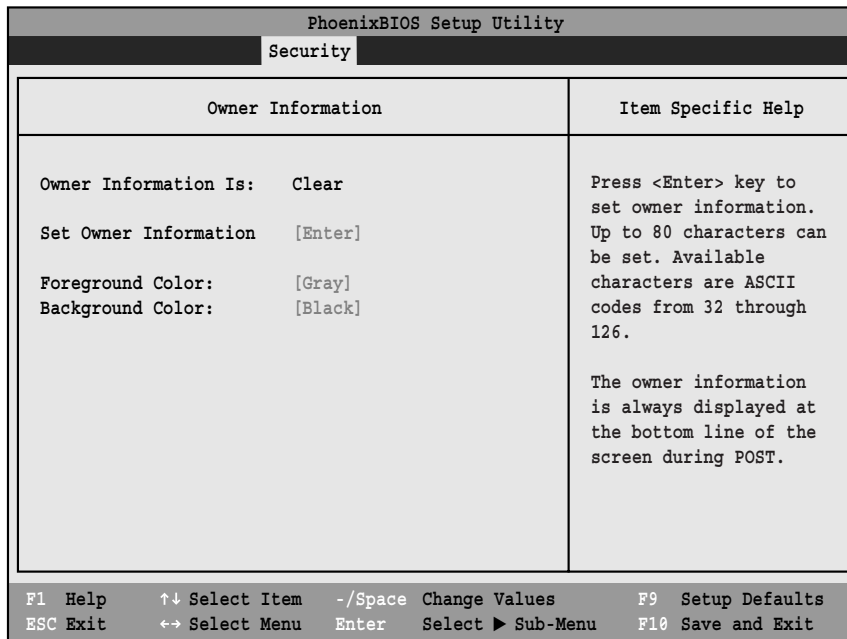 PhoenixBIOS Setup Utility
Security
Owner Information
Item Specific Help
Owner Information Is: Clear
Set Owner Information [Enter]
Foreground Color: [Gray]
Background Color: [Black]
Press <Enter> key to
set owner information.
Up to 80 characters can
be set. Available
characters are ASCII
codes from 32 through
126.
The owner information
is always displayed at
the bottom line of the
screen during POST.
F1 Help ↑↓ Select Item -/Space Change Values F9 Setup Defaults
ESC Exit ←→ Select Menu Enter Select ▶ Sub-Menu F10 Save and Exit